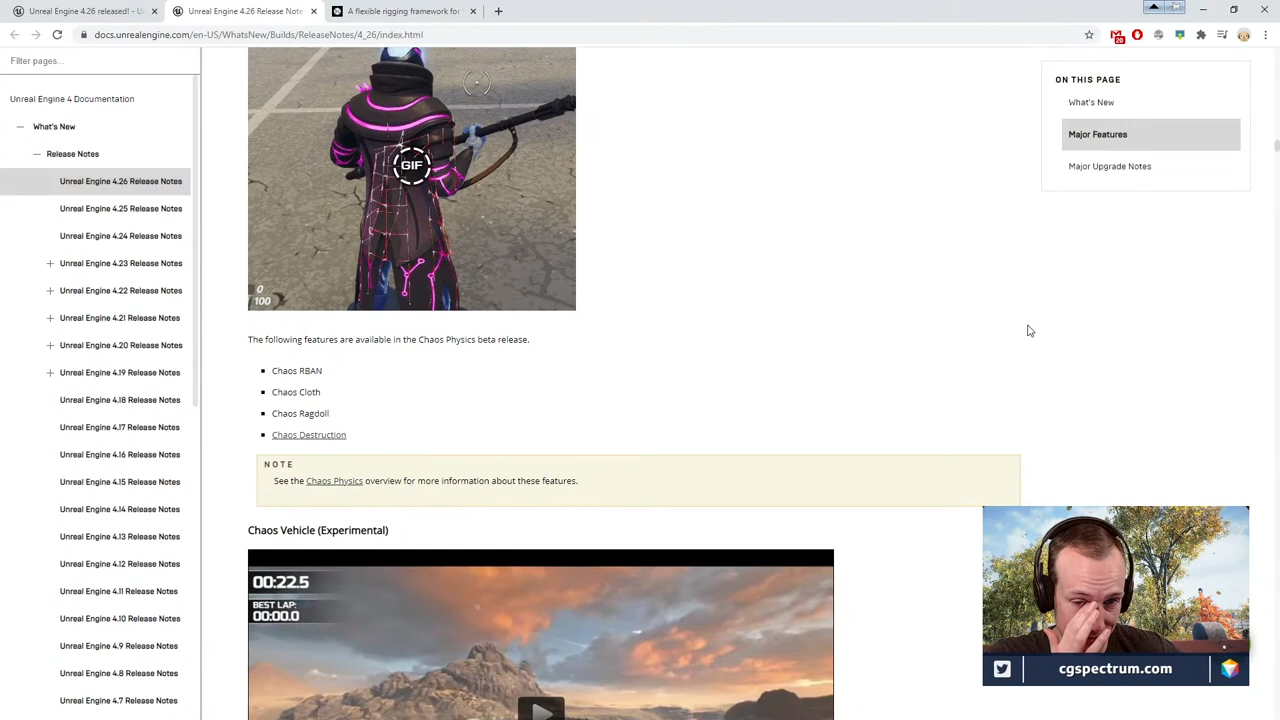 Unreal Engine 4.26 released! -
Unreal Engine 4.26 Release Note
A flexible rigging framework for
docs.unrealengine.com/en-US/WhatsNew/Builds/ReleaseNotes/4_26/index.html
20
Filter pages...
Unreal Engine 4 Documentation
What's New
Release Notes
Unreal Engine 4.26 Release Notes
Unreal Engine 4.25 Release Notes
Unreal Engine 4.24 Release Notes
Unreal Engine 4.23 Release Notes
Unreal Engine 4.22 Release Notes
Unreal Engine 4.21 Release Notes
Unreal Engine 4.20 Release Notes
Unreal Engine 4.19 Release Notes
Unreal Engine 4.18 Release Notes
Unreal Engine 4.17 Release Notes
Unreal Engine 4.16 Release Notes
Unreal Engine 4.15 Release Notes
Unreal Engine 4.14 Release Notes
Unreal Engine 4.13 Release Notes
Unreal Engine 4.12 Release Notes
Unreal Engine 4.11 Release Notes
Unreal Engine 4.10 Release Notes
Unreal Engine 4.9 Release Notes
Unreal Engine 4.8 Release Notes
Unreal Engine 4.7 Release Notes
GIF
0
100
The following features are available in the Chaos Physics beta release.
Chaos RBAN
Chaos Cloth
Chaos Ragdoll
Chaos Destruction
NOTE
See the Chaos Physics overview for more information about these features.
Chaos Vehicle (Experimental)
00:22.5
BEST LAP:
00:00.0
ON THIS PAGE
What's New
Major Features
Major Upgrade Notes
cgspectrum.com